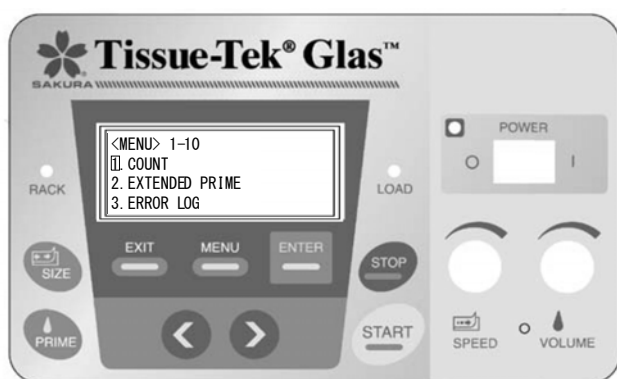 Tissue-Tek® Glas™
SAKURA
<MENU> 1-10
1. COUNT
2. EXTENDED PRIME
3. ERROR LOG
RACK
LOAD
EXIT MENU ENTER
SIZE
STOP
PRIME
START
POWER
O I
SPEED
VOLUME